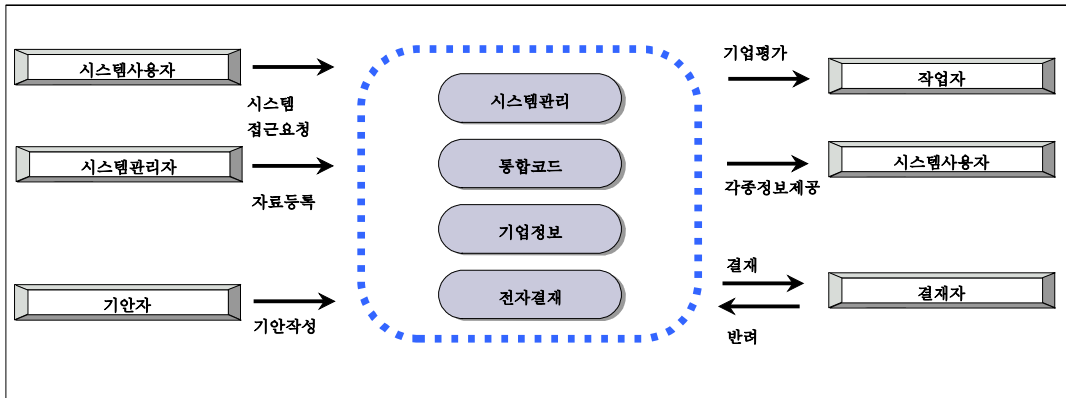 시스템사용자
시스템
접근요청
시스템관리자
자료등록
기안자
기안작성
시스템관리
통합코드
기업정보
전자결재
기업평가
작업자
시스템사용자
각종정보제공
결재
결재자
반려